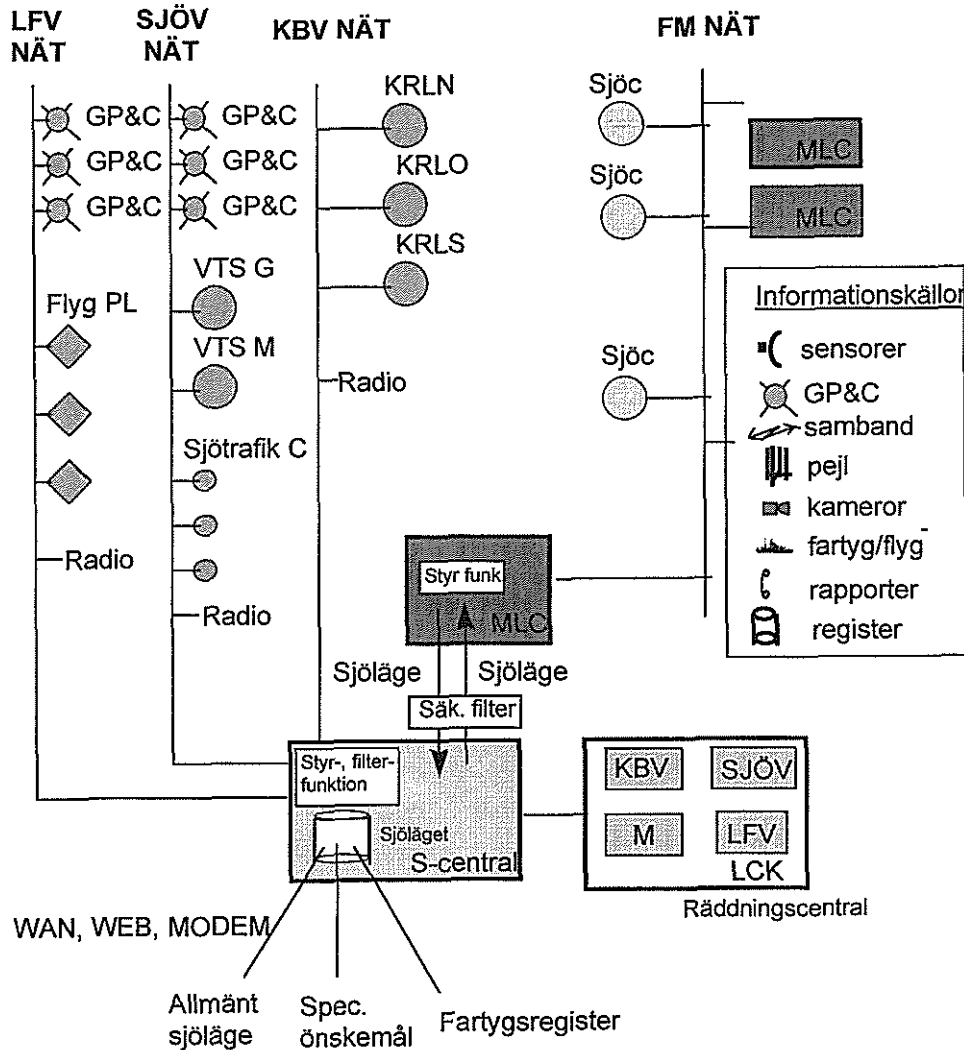 LFV NÄT
SJÖV NÄT
KBV NÄT
FM NÄT
GP&C
GP&C
GP&C
Flyg PL
Radio
GP&C
GP&C
GP&C
VTS G
VTS M
Sjötrafik C
Radio
KRLN
KRLO
KRLS
Radio
Sjöc
Sjöc
Sjöc
MLC
MLC
Informationskällor
sensorer
GP&C
samband
pejl
kameror
fartyg/flyg
rapporter
register
Styr funk
MLC
Sjöläge
Sjöläge
Säk. filter
Styr-, filter-
funktion
Sjöläget
S-central
KBV
SJÖV
M
LFV
LCK
Räddningscentral
WAN, WEB, MODEM
Allmänt
sjöläge
Spec.
önskemål
Fartygsregister